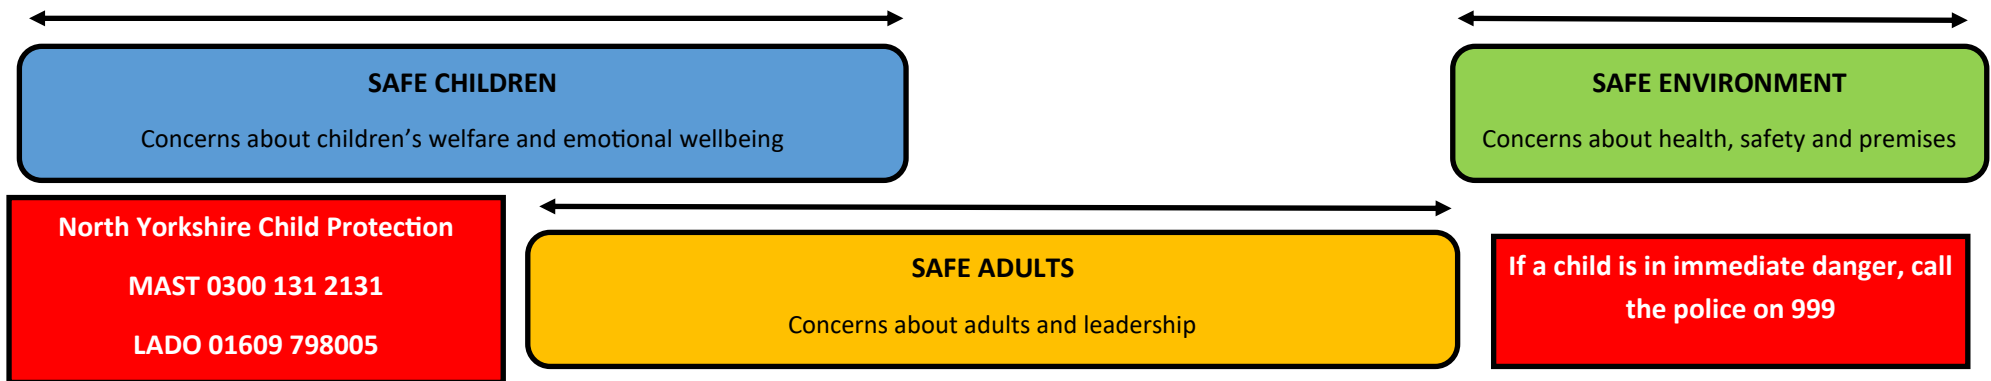 SAFE CHILDREN
Concerns about children’s welfare and emotional wellbeing
SAFE ENVIRONMENT
Concerns about health, safety and premises
North Yorkshire Child Protection
MAST 0300 131 2131
LADO 01609 798005
SAFE ADULTS
Concerns about adults and leadership
If a child is in immediate danger, call
the police on 999